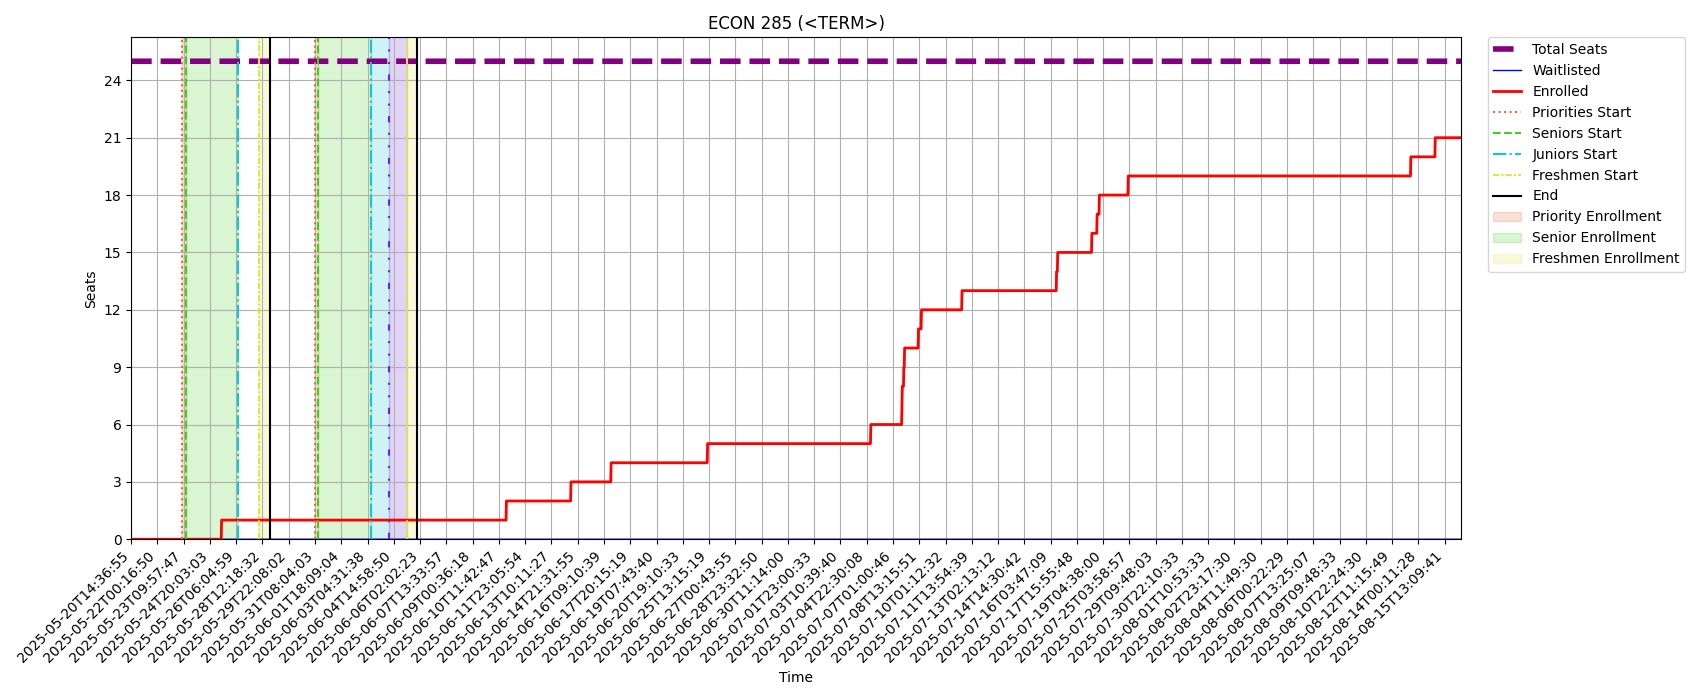 ECON 285 (<TERM>)
Total Seats
Waitlisted
Enrolled
Priorities Start
Seniors Start
Juniors Start
Freshmen Start
End
Priority Enrollment
Senior Enrollment
Freshmen Enrollment
Seats
24
21
18
15
12
9
6
3
0
2025-05-20T14:36:55
2025-05-22T00:16:50
2025-05-23T09:57:47
2025-05-24T20:03:03
2025-05-26T06:04:59
2025-05-28T12:18:32
2025-05-29T22:08:02
2025-05-31T08:04:03
2025-06-01T18:09:04
2025-06-03T04:31:38
2025-06-04T14:58:50
2025-06-06T02:02:23
2025-06-07T13:33:57
2025-06-09T00:36:18
2025-06-10T11:42:47
2025-06-11T23:05:54
2025-06-13T10:11:27
2025-06-14T21:31:55
2025-06-16T09:10:39
2025-06-17T20:15:19
2025-06-19T07:43:40
2025-06-20T19:10:33
2025-06-25T13:15:19
2025-06-27T00:43:55
2025-06-28T23:32:50
2025-06-30T11:14:00
2025-07-01T23:00:33
2025-07-03T10:39:40
2025-07-04T22:30:08
2025-07-07T01:00:46
2025-07-08T13:15:51
2025-07-10T01:12:32
2025-07-11T13:54:39
2025-07-13T02:13:12
2025-07-14T14:30:42
2025-07-16T03:47:09
2025-07-17T15:55:48
2025-07-19T04:38:00
2025-07-25T03:58:57
2025-07-29T09:48:03
2025-07-30T22:10:33
2025-08-01T10:53:33
2025-08-02T23:17:30
2025-08-04T11:49:30
2025-08-06T00:22:29
2025-08-07T13:25:07
2025-08-09T09:48:33
2025-08-10T22:24:30
2025-08-12T11:15:49
2025-08-14T00:11:28
2025-08-15T13:09:41
Time